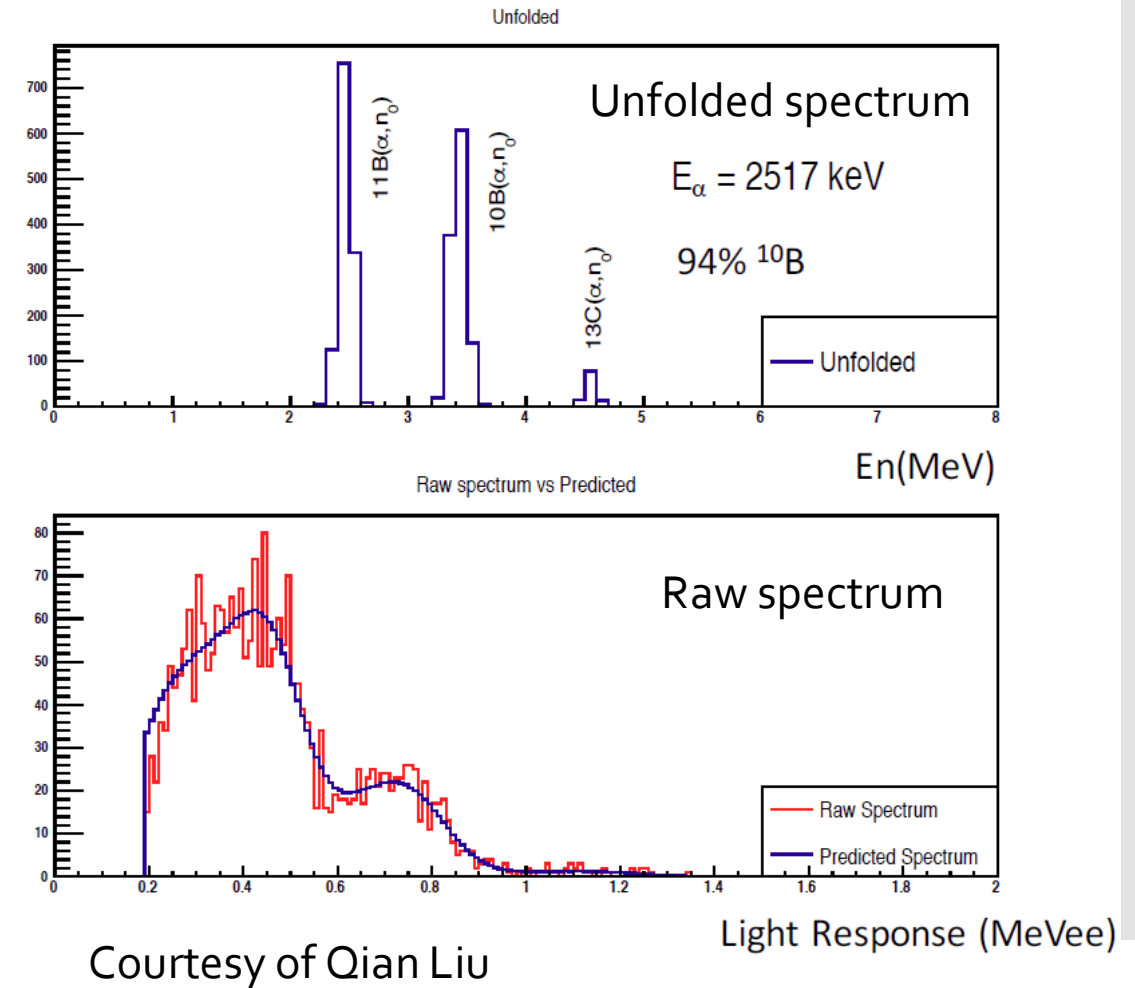 Unfolded
700
600
500
400
300
200
100
0
11B(α,n₀)
10B(α,n₀)
13C(α,n₀)
Unfolded spectrum
Eα = 2517 keV
94% ¹⁰B
Unfolded
0 1 2 3 4 5 6 7 8
En(MeV)
Raw spectrum vs Predicted
80
70
60
50
40
30
20
10
0
Raw spectrum
Raw Spectrum
Predicted Spectrum
0 0.2 0.4 0.6 0.8 1 1.2 1.4 1.6 1.8 2
Light Response (MeVee)
Courtesy of Qian Liu